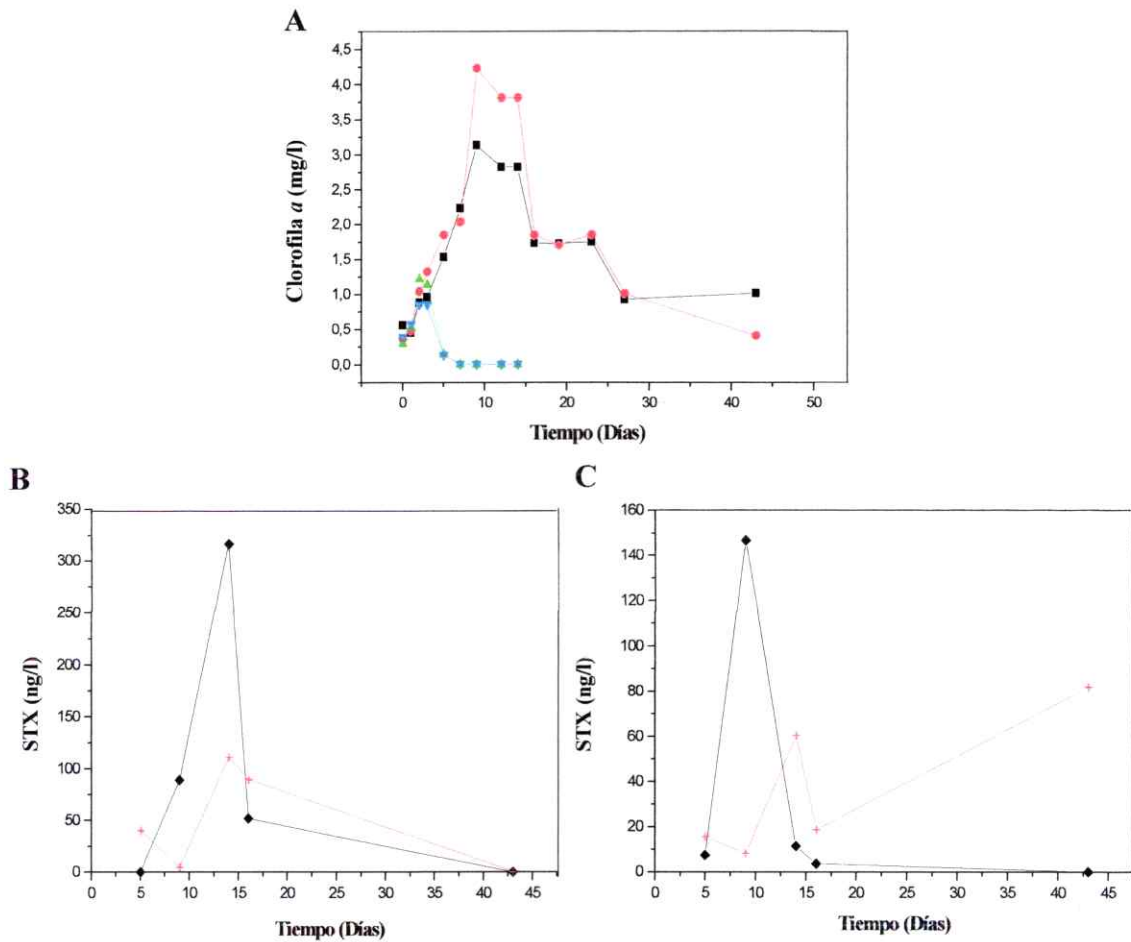 A
Clorofila a (mg/l)
4,5
4,0
3,5
3,0
2,5
2,0
1,5
1,0
0,5
0,0
0 10 20 30 40 50
Tiempo (Días)
B
STX (ng/l)
350
300
250
200
150
100
50
0
0 5 10 15 20 25 30 35 40 45
Tiempo (Días)
C
STX (ng/l)
160
140
120
100
80
60
40
20
0
0 5 10 15 20 25 30 35 40 45
Tiempo (Días)